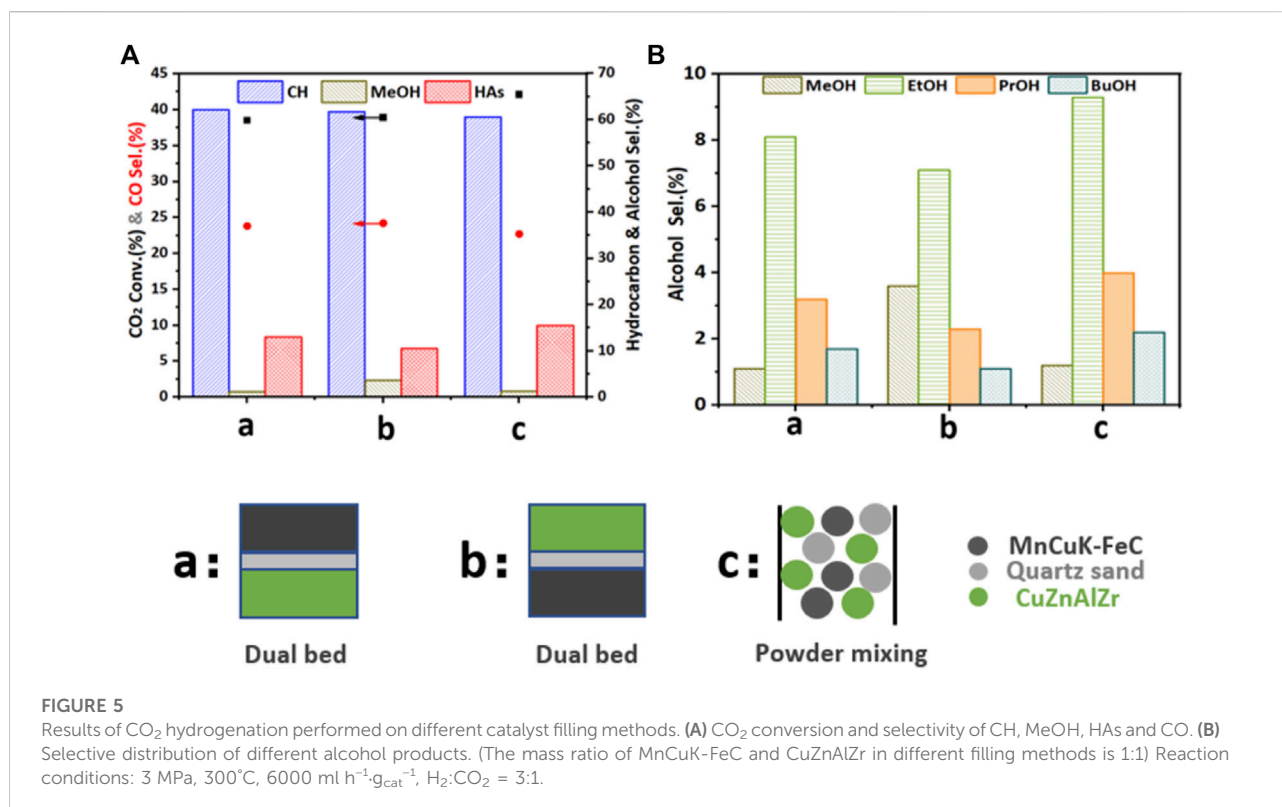 A
B
45
40
35
30
25
20
15
10
5
0
CO₂ Conv.(%) & CO Sel.(%)
CH MeOH HAs
70
60
50
40
30
20
10
0
Hydrocarbon & Alcohol Sel.(%)
a b c
10
8
6
4
2
0
Alcohol Sel.(%)
MeOH EtOH PrOH BuOH
a b c
a:
Dual bed
b:
Dual bed
c:
Powder mixing
MnCuK-FeC
Quartz sand
CuZnAlZr
FIGURE 5
Results of CO₂ hydrogenation performed on different catalyst filling methods. (A) CO₂ conversion and selectivity of CH, MeOH, HAs and CO. (B)
Selective distribution of different alcohol products. (The mass ratio of MnCuK-FeC and CuZnAlZr in different filling methods is 1:1) Reaction
conditions: 3 MPa, 300°C, 6000 ml h⁻¹·g_cat⁻¹, H₂:CO₂ = 3:1.